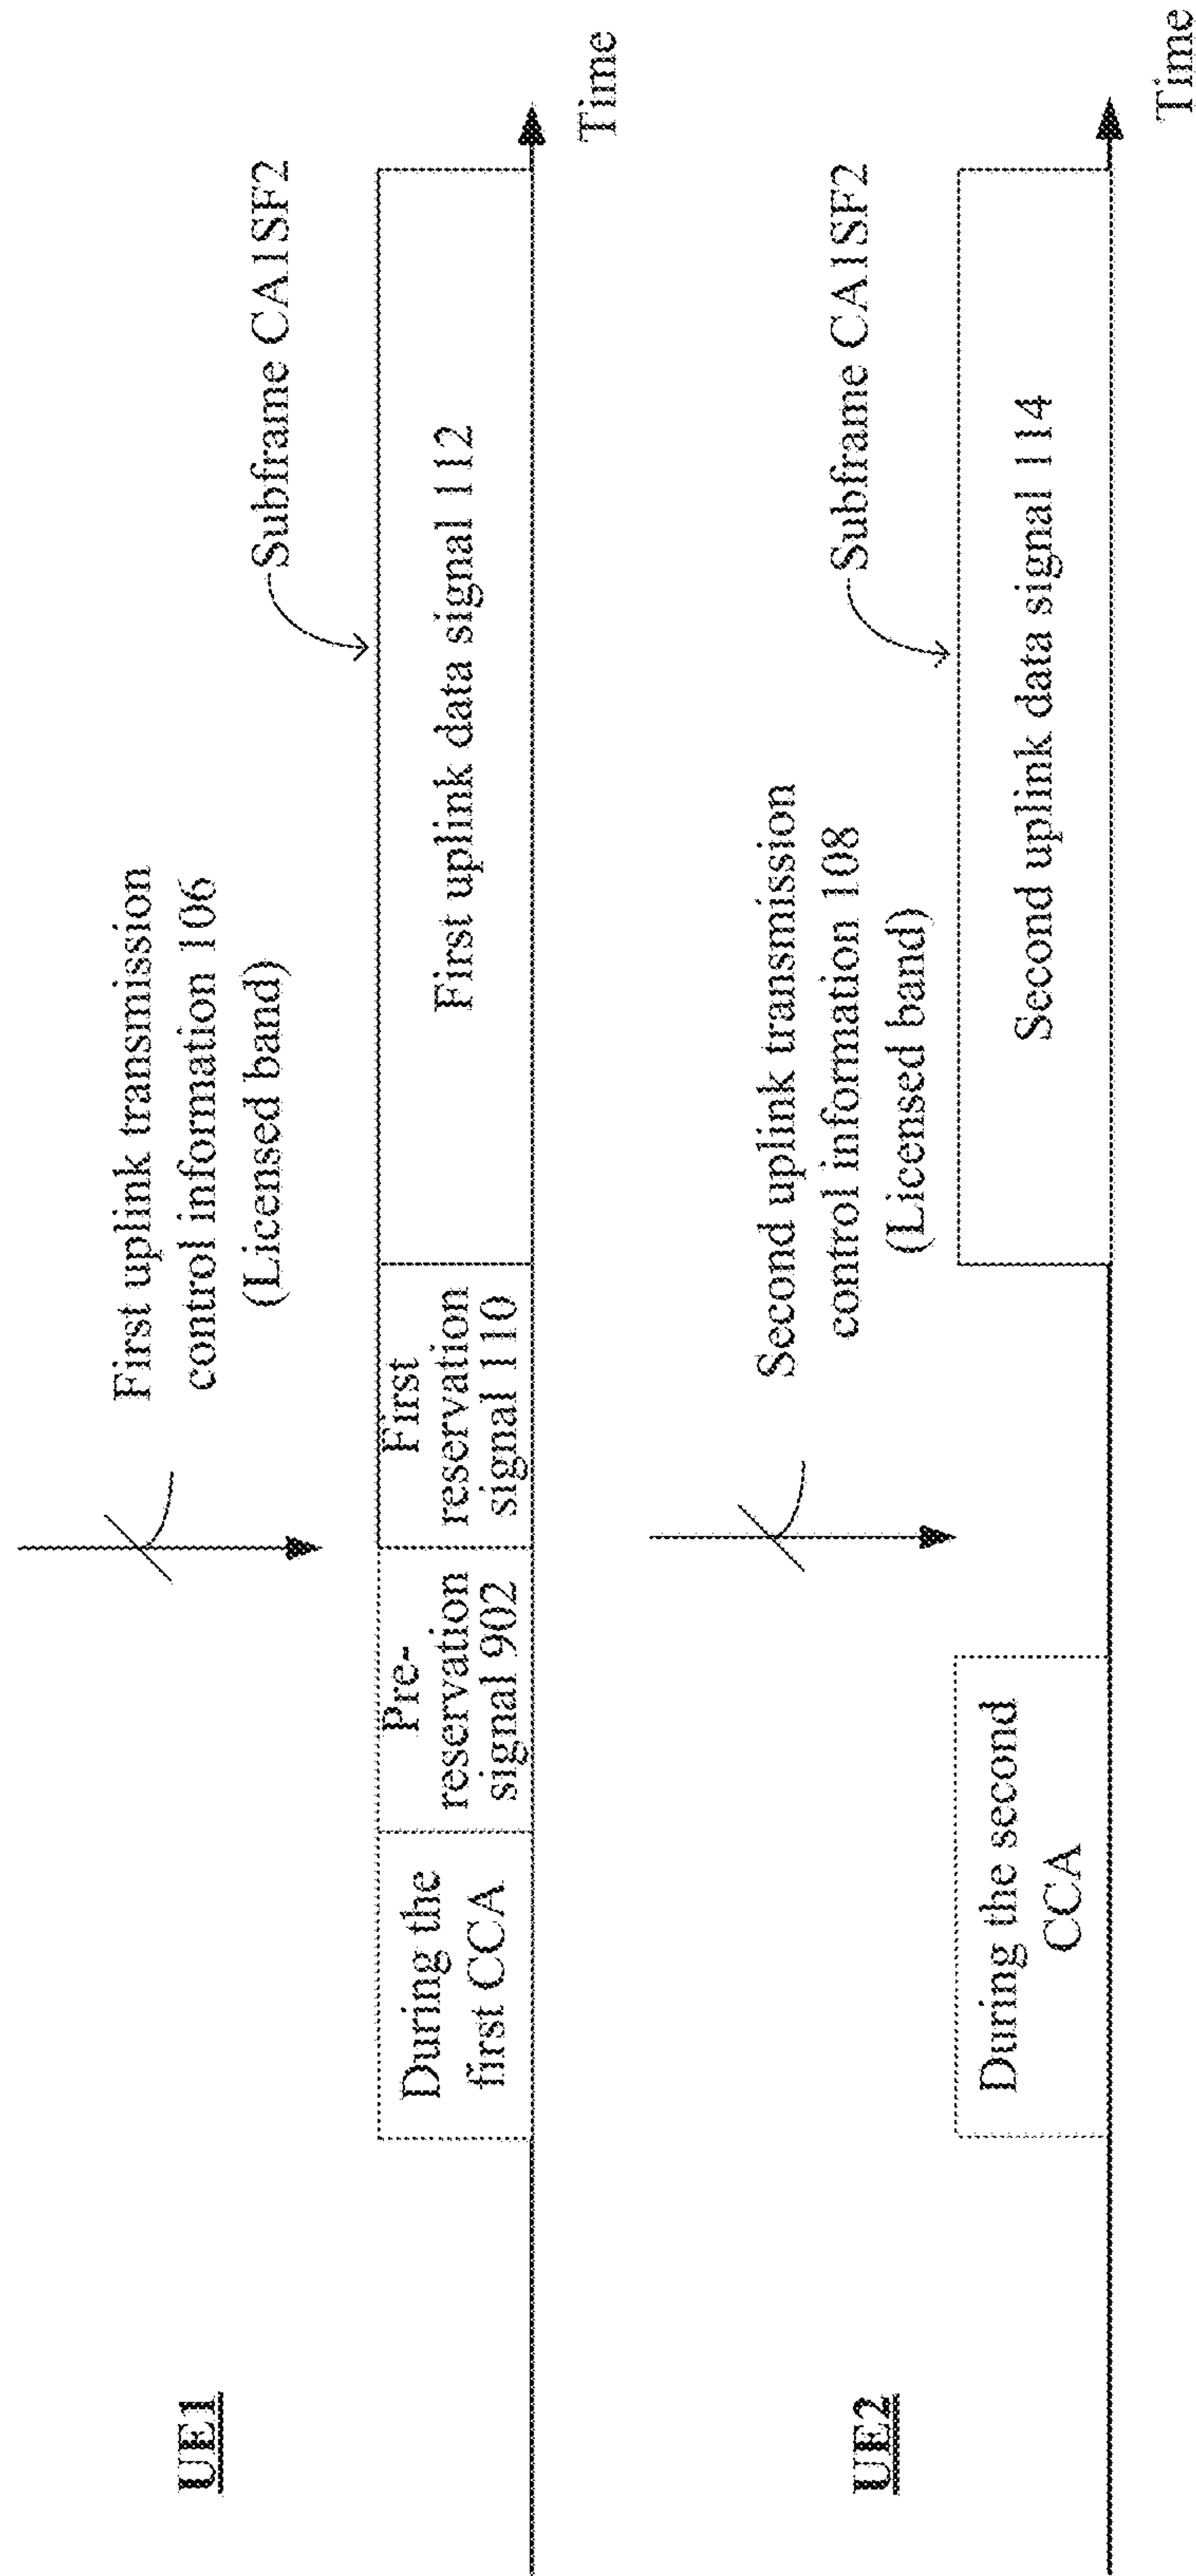 UE1
First uplink transmission
control information 106
(Licensed band)
Subframe CA1SF2
During the
first CCA
Pre-
reservation
signal 902
First
reservation
signal 110
First uplink data signal 112
Time
UE2
Second uplink transmission
control information 108
(Licensed band)
Subframe CA1SF2
During the second
CCA
Second uplink data signal 114
Time